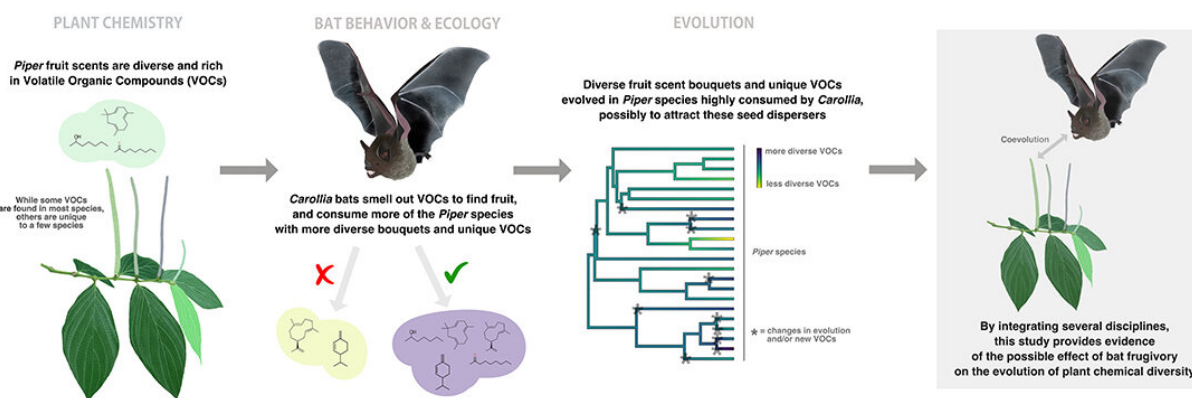 PLANT CHEMISTRY
Piper fruit scents are diverse and rich
in Volatile Organic Compounds (VOCs)
OH
While some VOCs
are found in most species,
others are unique
to a few species
BAT BEHAVIOR & ECOLOGY
Carollia bats smell out VOCs to find fruit,
and consume more of the Piper species
with more diverse bouquets and unique VOCs
OH
EVOLUTION
Diverse fruit scent bouquets and unique VOCs
evolved in Piper species highly consumed by Carollia,
possibly to attract these seed dispersers
more diverse VOCs
less diverse VOCs
Piper species
* = changes in evolution
and/or new VOCs
Coevolution
By integrating several disciplines,
this study provides evidence
of the possible effect of bat frugivory
on the evolution of plant chemical diversity